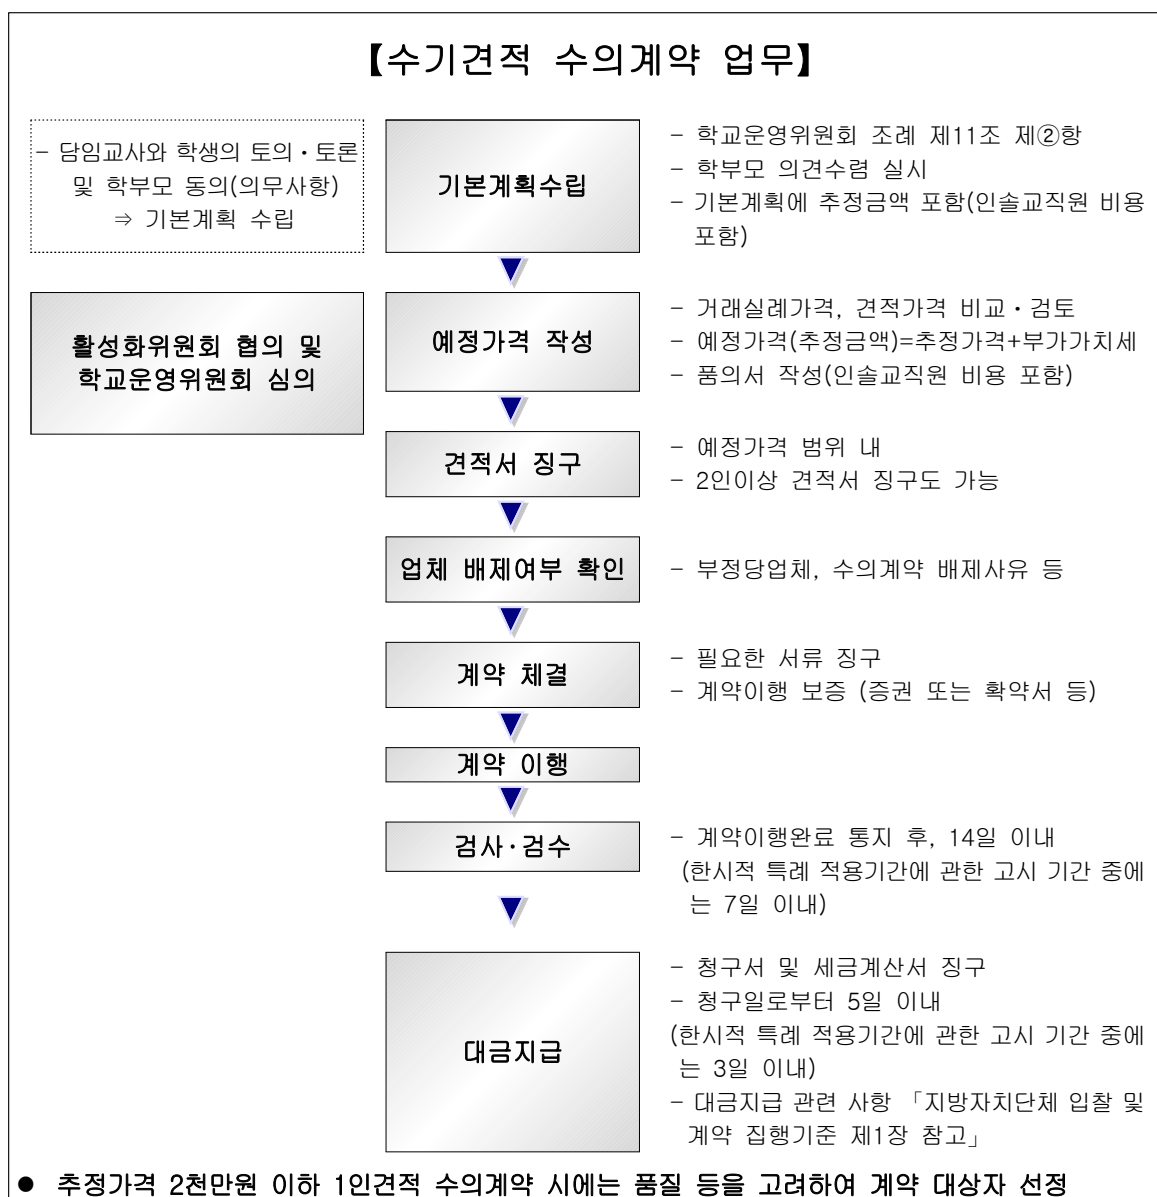 【수기견적 수의계약 업무】
- 담임교사와 학생의 토의・토론
및 학부모 동의(의무사항)
⇒ 기본계획 수립
기본계획수립
- 학교운영위원회 조례 제11조 제②항
- 학부모 의견수렴 실시
- 기본계획에 추정금액 포함(인솔교직원 비용
포함)
활성화위원회 협의 및
학교운영위원회 심의
예정가격 작성
- 거래실례가격, 견적가격 비교・검토
- 예정가격(추정금액)=추정가격+부가가치세
- 품의서 작성(인솔교직원 비용 포함)
견적서 징구
- 예정가격 범위 내
- 2인이상 견적서 징구도 가능
업체 배제여부 확인
- 부정당업체, 수의계약 배제사유 등
계약 체결
- 필요한 서류 징구
- 계약이행 보증 (증권 또는 확약서 등)
계약 이행
검사·검수
- 계약이행완료 통지 후, 14일 이내
(한시적 특례 적용기간에 관한 고시 기간 중에
는 7일 이내)
대금지급
- 청구서 및 세금계산서 징구
- 청구일로부터 5일 이내
(한시적 특례 적용기간에 관한 고시 기간 중에
는 3일 이내)
- 대금지급 관련 사항 「지방자치단체 입찰 및
계약 집행기준 제1장 참고」
● 추정가격 2천만원 이하 1인견적 수의계약 시에는 품질 등을 고려하여 계약 대상자 선정